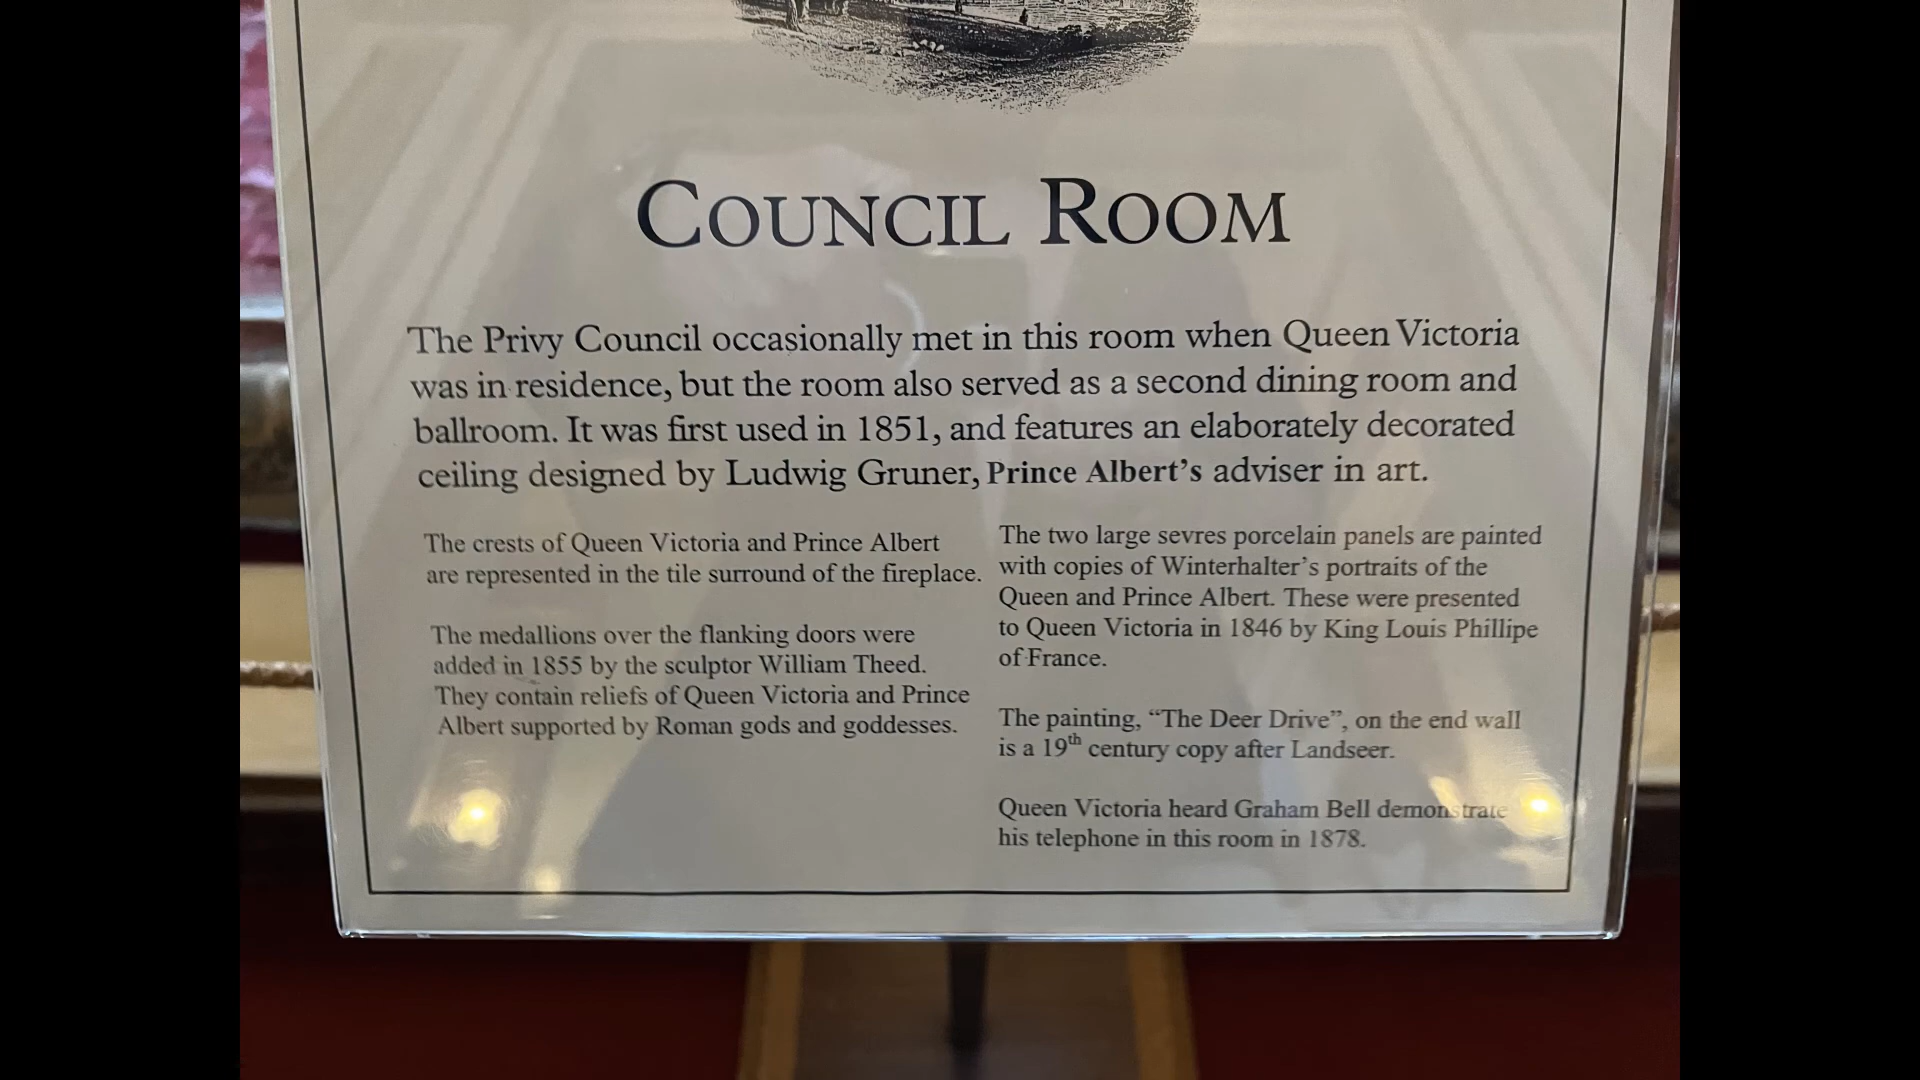 COUNCIL ROOM
The Privy Council occasionally met in this room when Queen Victoria
was in residence, but the room also served as a second dining room and
ballroom. It was first used in 1851, and features an elaborately decorated
ceiling designed by Ludwig Gruner, Prince Albert's adviser in art.
The crests of Queen Victoria and Prince Albert
are represented in the tile surround of the fireplace.
The medallions over the flanking doors were
added in 1855 by the sculptor William Theed.
They contain reliefs of Queen Victoria and Prince
Albert supported by Roman gods and goddesses.
The two large sevres porcelain panels are painted
with copies of Winterhalter's portraits of the
Queen and Prince Albert. These were presented
to Queen Victoria in 1846 by King Louis Phillipe
of France.
The painting, “The Deer Drive”, on the end wall
is a 19th century copy after Landseer.
Queen Victoria heard Graham Bell demonstrate
his telephone in this room in 1878.